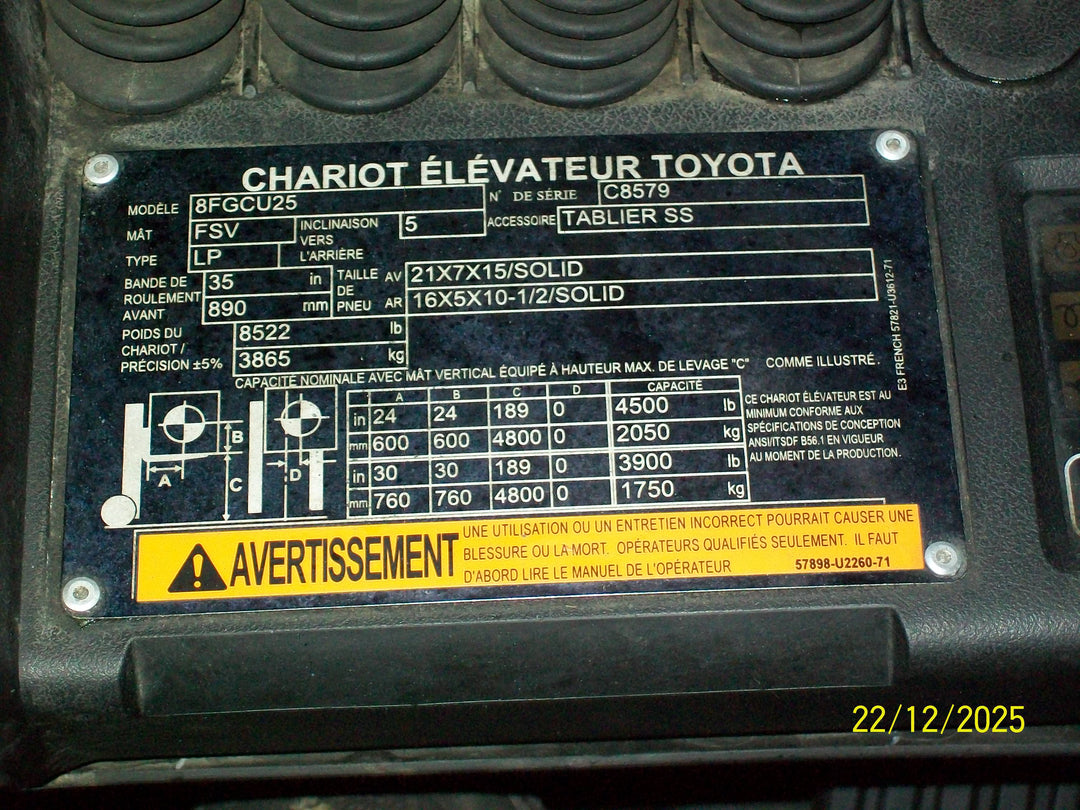 CHARIOT ÉLÉVATEUR TOYOTA
MODÈLE 8FGCU25 N° DE SÉRIE C8579
MÂT FSV INCLINAISON VERS L'ARRIÈRE 5 ACCESSOIRE TABLIER SS
TYPE LP
BANDE DE ROULEMENT AVANT 35 in
890 mm
TAILLE DE PNEU AV 21X7X15/SOLID
AR 16X5X10-1/2/SOLID
POIDS DU CHARIOT / PRÉCISION ±5% 8522 lb
3865 kg
E3 FRENCH 57821-U3612-71
CAPACITÉ NOMINALE AVEC MÂT VERTICAL ÉQUIPÉ À HAUTEUR MAX. DE LEVAGE "C" COMME ILLUSTRÉ.
A B C D CAPACITÉ
in 24 24 189 0 4500 lb
mm 600 600 4800 0 2050 kg
in 30 30 189 0 3900 lb
mm 760 760 4800 0 1750 kg
A B C D
CE CHARIOT ÉLÉVATEUR EST AU
MINIMUM CONFORME AUX
SPÉCIFICATIONS DE CONCEPTION
ANSI/ITSDF B56.1 EN VIGUEUR
AU MOMENT DE LA PRODUCTION.
AVERTISSEMENT
UNE UTILISATION OU UN ENTRETIEN INCORRECT POURRAIT CAUSER UNE
BLESSURE OU LA MORT. OPÉRATEURS QUALIFIÉS SEULEMENT. IL FAUT
D'ABORD LIRE LE MANUEL DE L'OPÉRATEUR
57898-U2260-71
22/12/2025